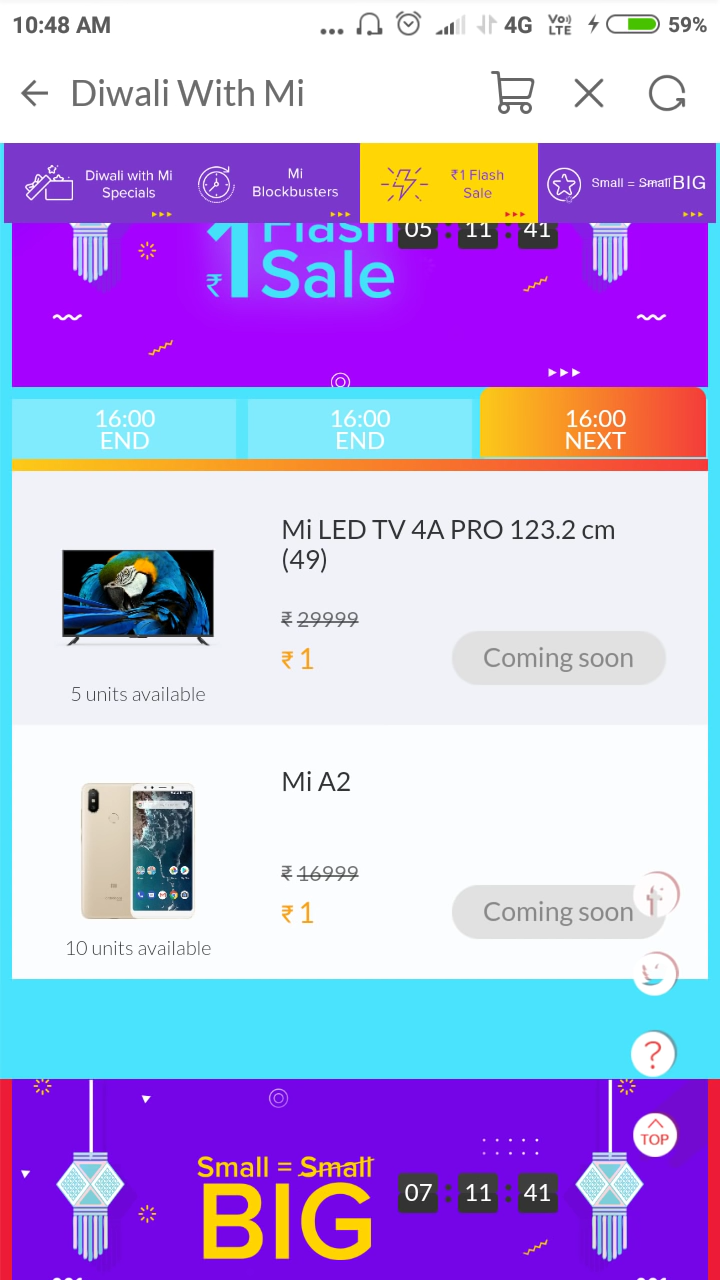 10:48 AM
... 4G Vo)) LTE 59%
Diwali With Mi
Diwali with Mi
Specials
Mi
Blockbusters
₹1 Flash
Sale
Small = Small BIG
₹1 Flash
Sale
05 : 11 : 41
16:00
END
16:00
END
16:00
NEXT
Mi LED TV 4A PRO 123.2 cm
(49)
₹ 29999
₹ 1
Coming soon
5 units available
Mi A2
₹ 16999
₹ 1
Coming soon
10 units available
f
?
TOP
Small = Small
BIG
07 : 11 : 41